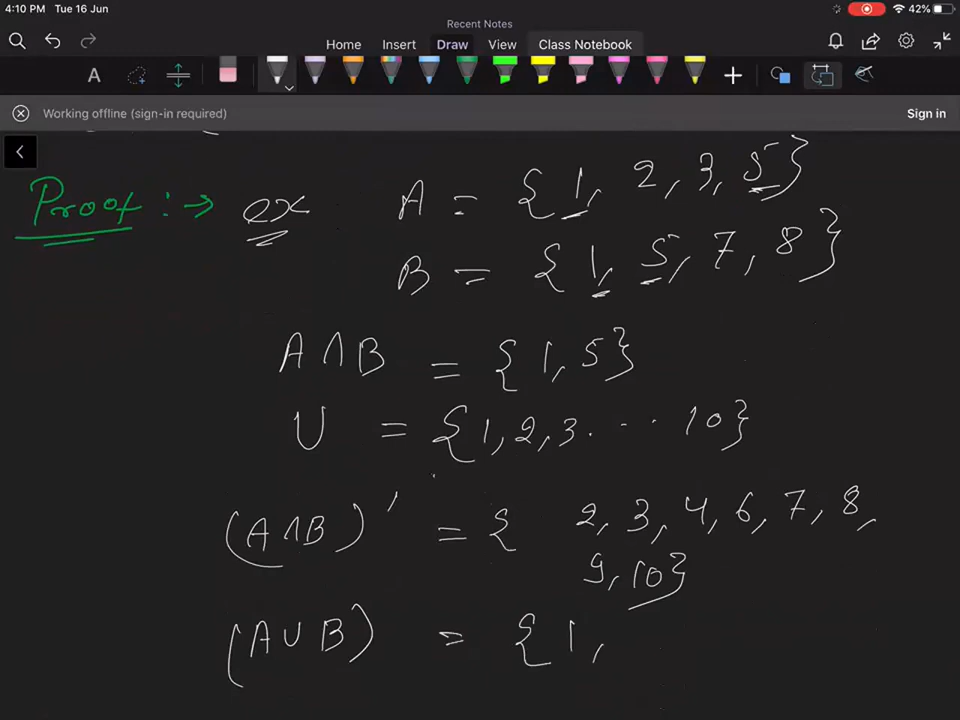 4:10 PM Tue 16 Jun
42%
Recent Notes
Home Insert Draw View Class Notebook
A
Working offline (sign-in required) Sign in
Proof :→ ex A = {1, 2, 3, 5}
B = {1, 5, 7, 8}
A∩B = {1, 5}
U = {1, 2, 3. .. 10}
(A∩B)' = { 2, 3, 4, 6, 7, 8,
9, 10}
(A∪B) = {1,